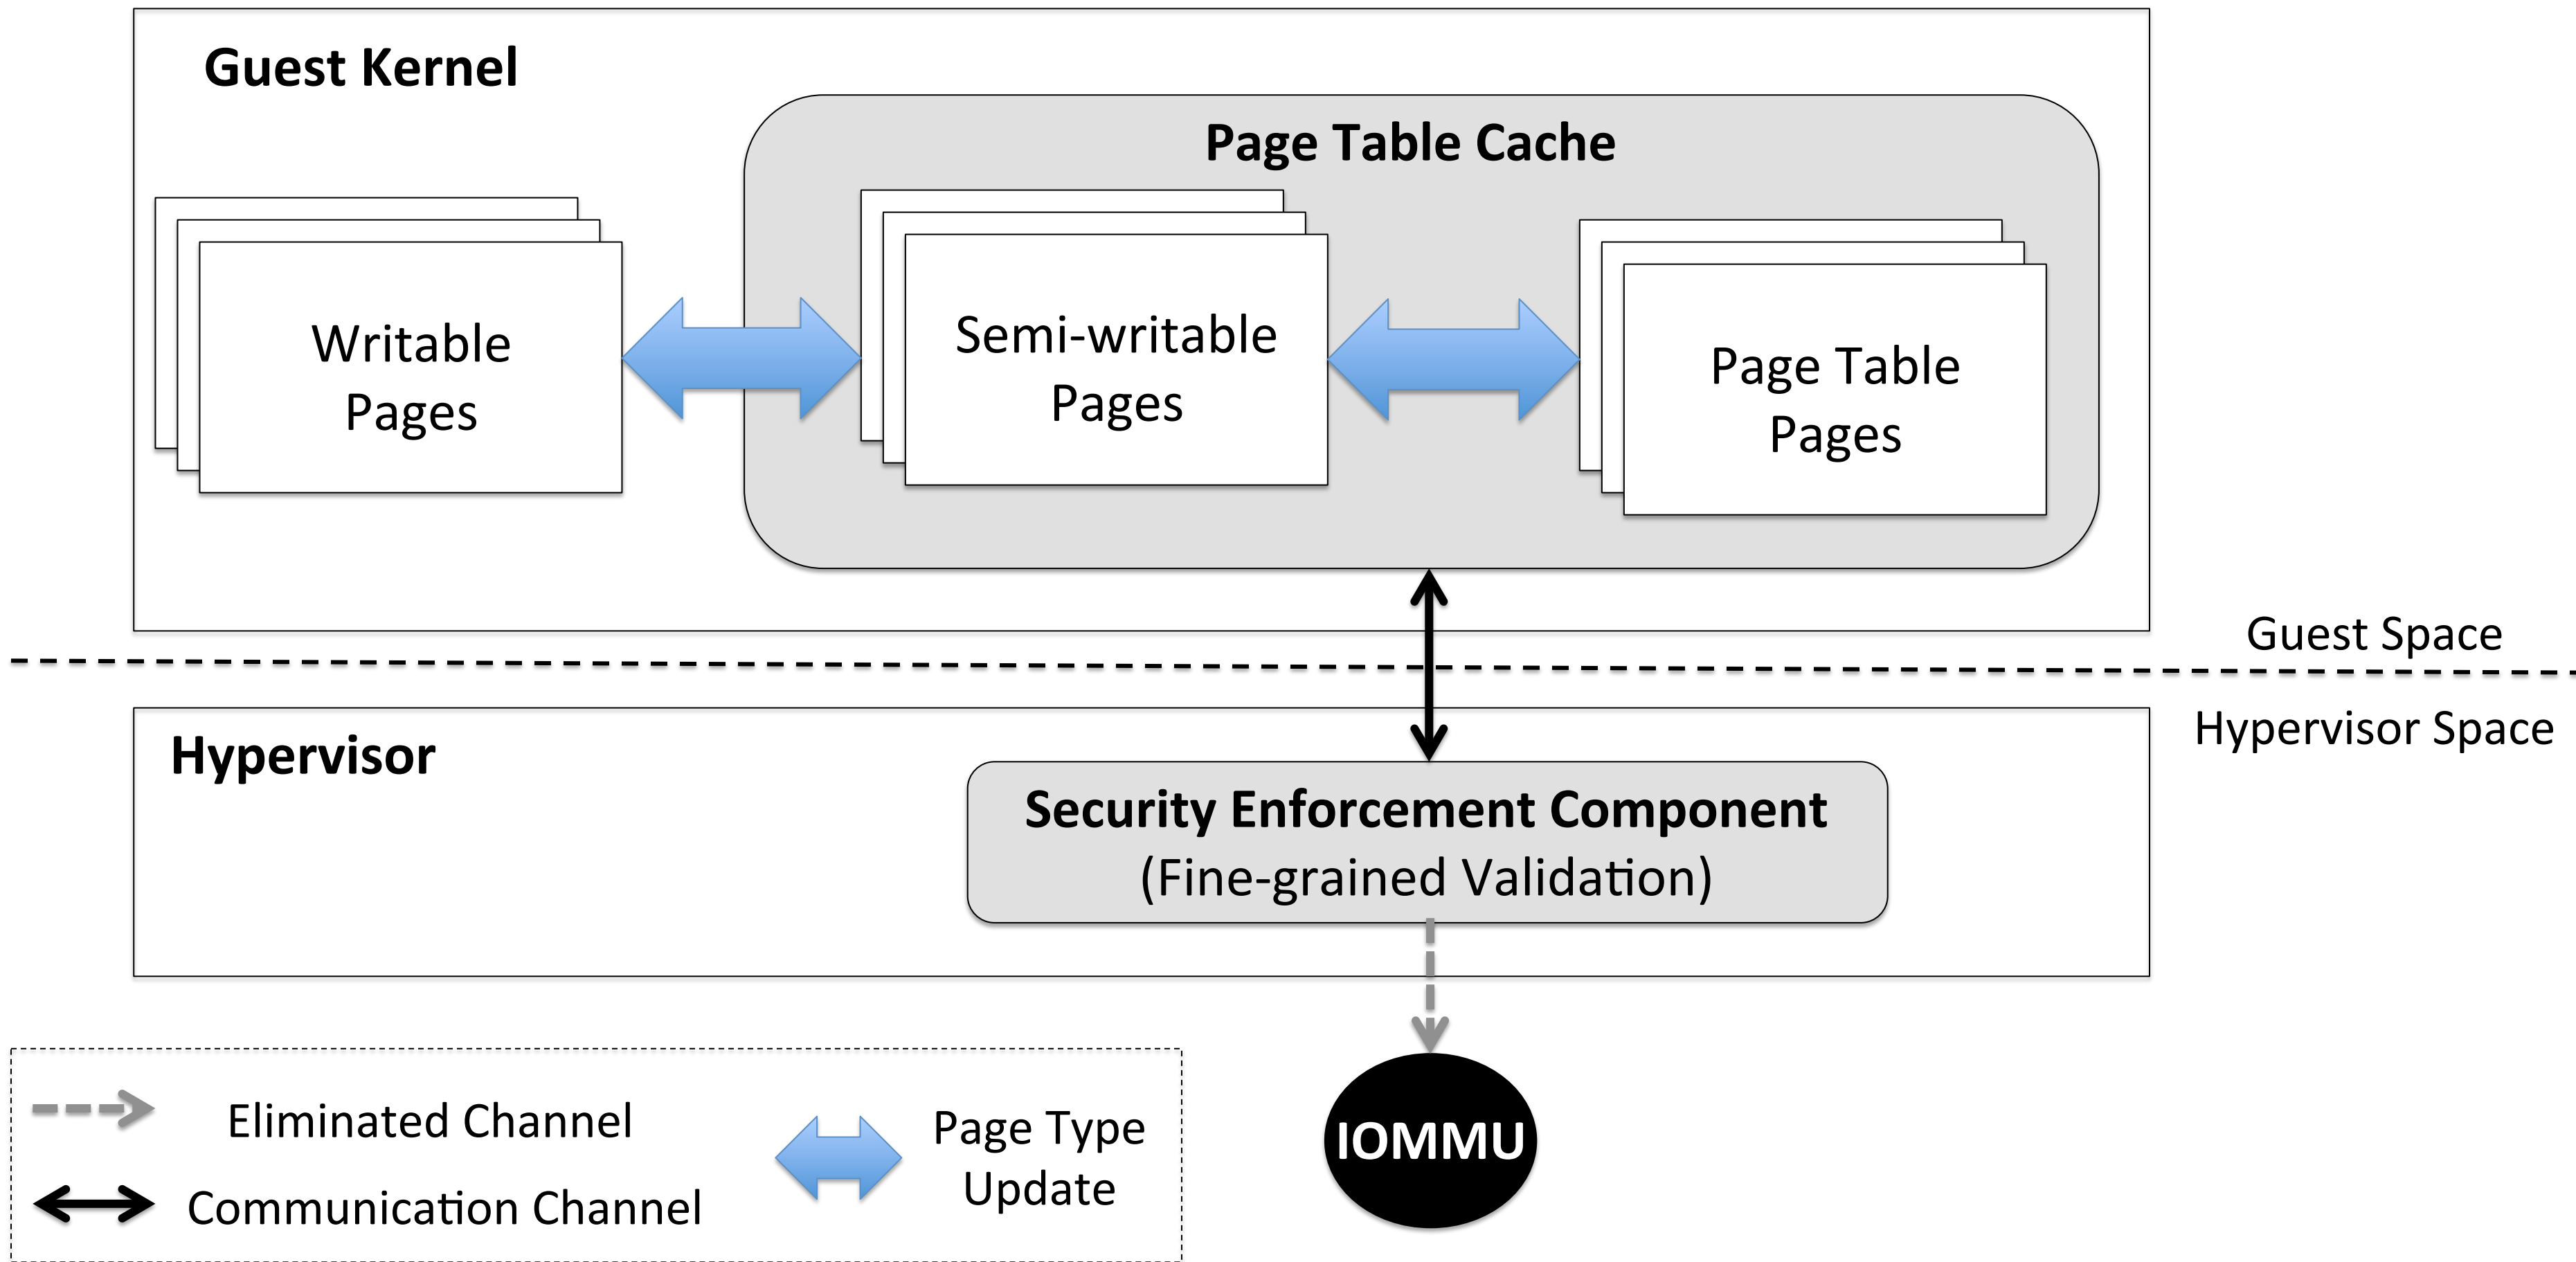 Guest Kernel
Page Table Cache
Writable
Pages
Semi-writable
Pages
Page Table
Pages
Guest Space
Hypervisor Space
Hypervisor
Security Enforcement Component
(Fine-grained Validation)
IOMMU
Eliminated Channel
Communication Channel
Page Type
Update